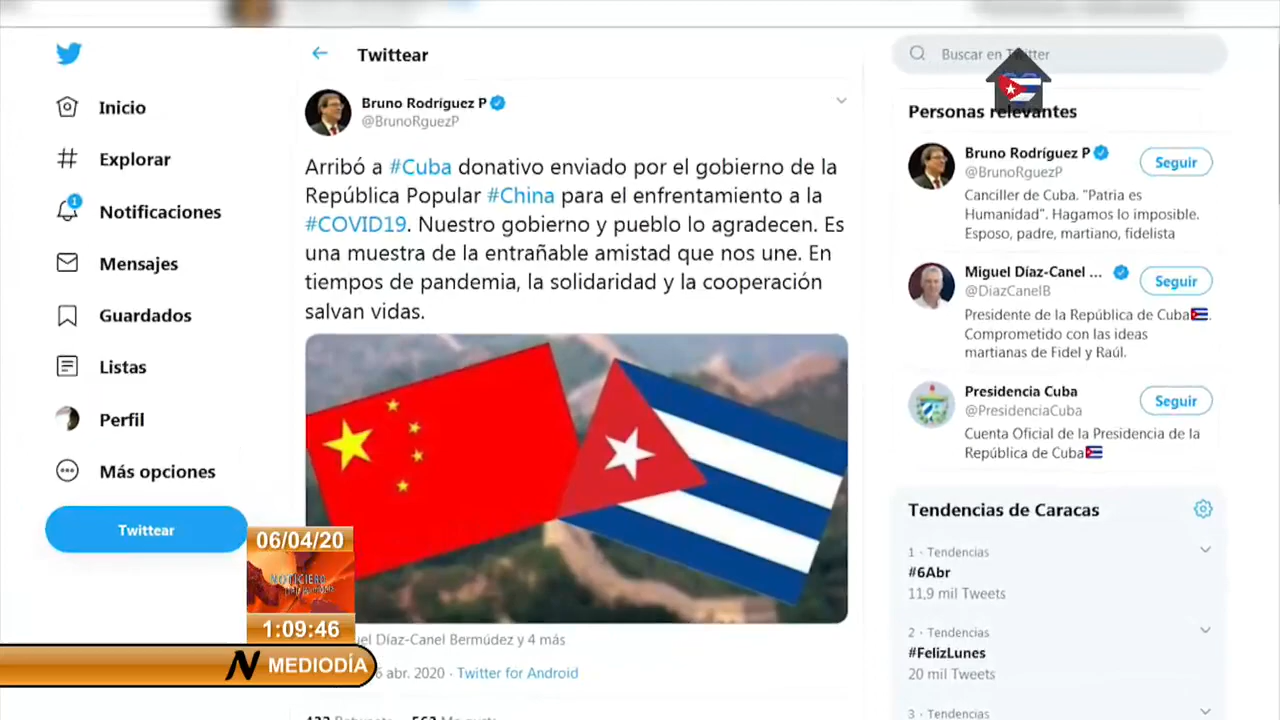 Inicio
Explorar
1
Notificaciones
Mensajes
Guardados
Listas
Perfil
Más opciones
Twittear
Twittear
Bruno Rodríguez P
@BrunoRguezP
Arribó a #Cuba donativo enviado por el gobierno de la
República Popular #China para el enfrentamiento a la
#COVID19. Nuestro gobierno y pueblo lo agradecen. Es
una muestra de la entrañable amistad que nos une. En
tiempos de pandemia, la solidaridad y la cooperación
salvan vidas.
Díaz-Canel Bermúdez y 4 más
abr. 2020 · Twitter for Android
Buscar en Twitter
Personas relevantes
Bruno Rodríguez P
@BrunoRguezP
Seguir
Canciller de Cuba. "Patria es
Humanidad". Hagamos lo imposible.
Esposo, padre, martiano, fidelista
Miguel Díaz-Canel ...
@DiazCanelB
Seguir
Presidente de la República de Cuba.
Comprometido con las ideas
martianas de Fidel y Raúl.
Presidencia Cuba
@PresidenciaCuba
Seguir
Cuenta Oficial de la Presidencia de la
República de Cuba
Tendencias de Caracas
1 · Tendencias
#6Abr
11,9 mil Tweets
2 · Tendencias
#FelizLunes
20 mil Tweets
3 · Tendencias
06/04/20
NOTICIERO
1:09:46
N MEDIODÍA